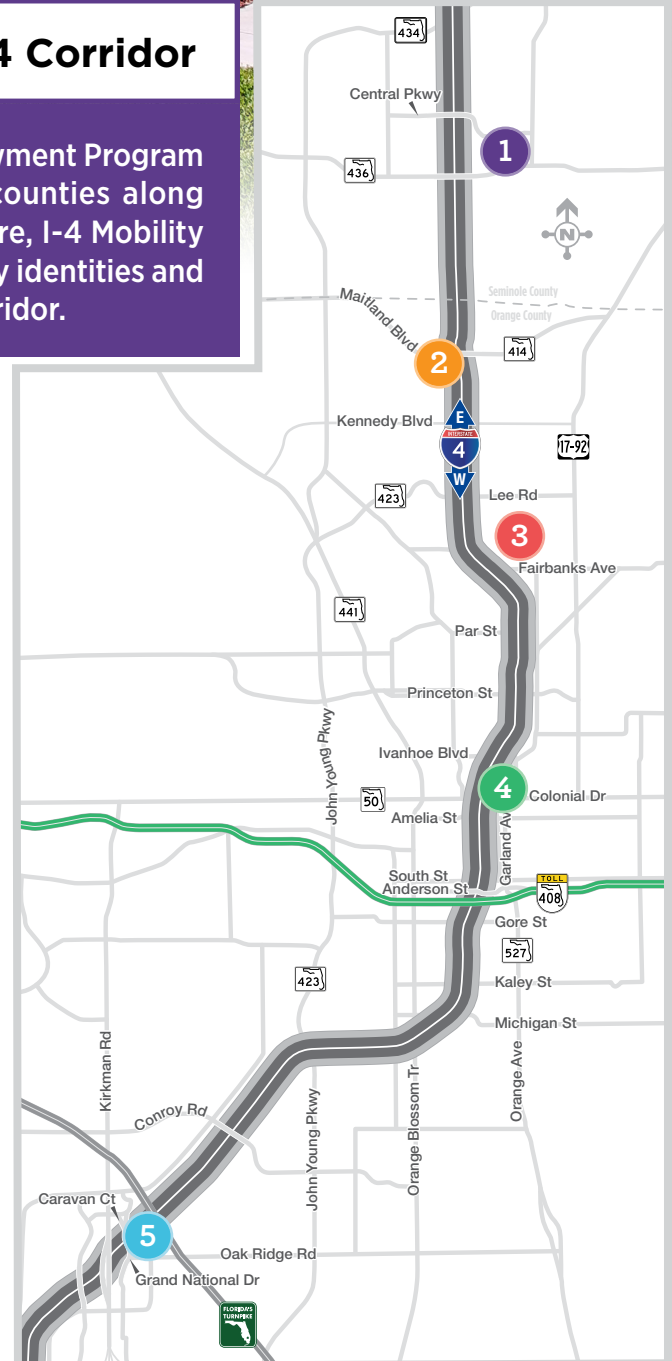 4 Corridor
yment Program
counties along
re, I-4 Mobility
y identities and
ridor.
434
Central Pkwy
1
436
N
Seminole County
Orange County
Maitland Blvd
414
2
Kennedy Blvd
E
INTERSTATE
4
W
17-92
423
Lee Rd
3
Fairbanks Ave
441
Par St
Princeton St
John Young Pkwy
Ivanhoe Blvd
4
50
Colonial Dr
Amelia St
Garland Av
South St
Anderson St
TOLL
408
Gore St
527
423
Kaley St
Michigan St
Kirkman Rd
Orange Ave
Orange Blossom Tr
Conroy Rd
John Young Pkwy
Caravan Ct
5
Oak Ridge Rd
Grand National Dr
FLORIDA'S
TURNPIKE